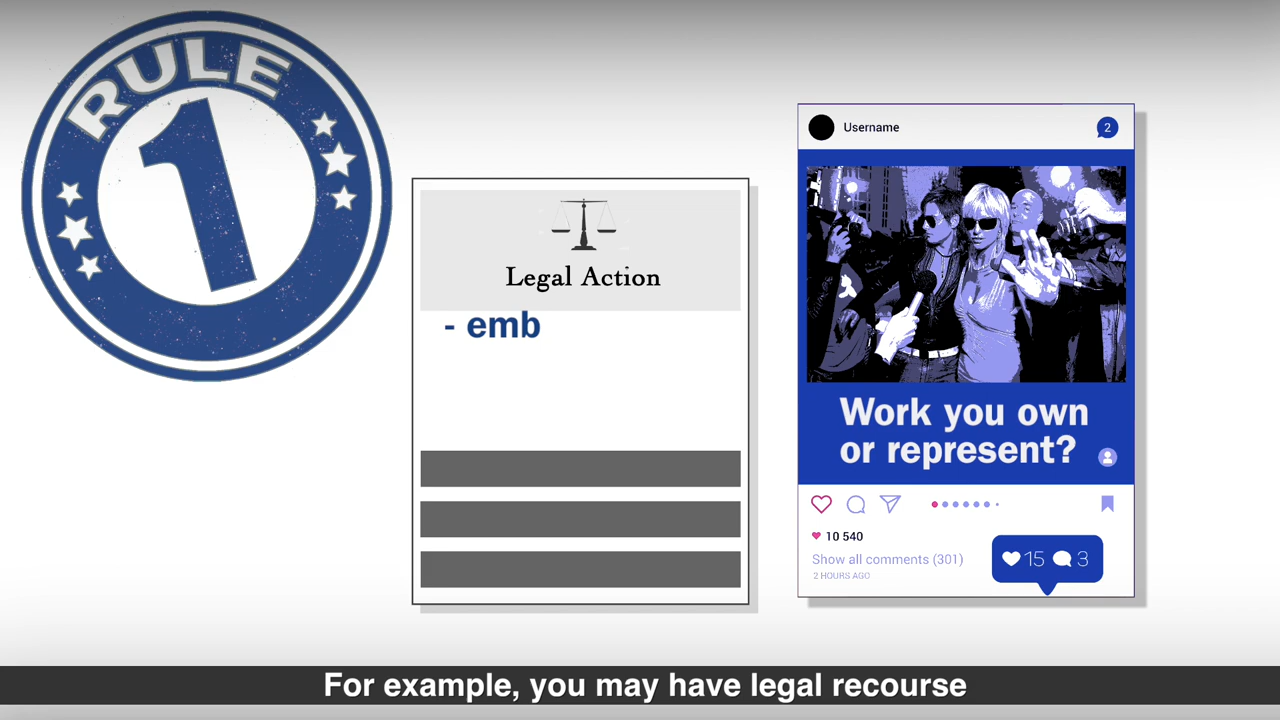 RULE
1
Legal Action
- emb
Username
2
Work you own
or represent?
10 540
Show all comments (301)
2 HOURS AGO
15 3
For example, you may have legal recourse